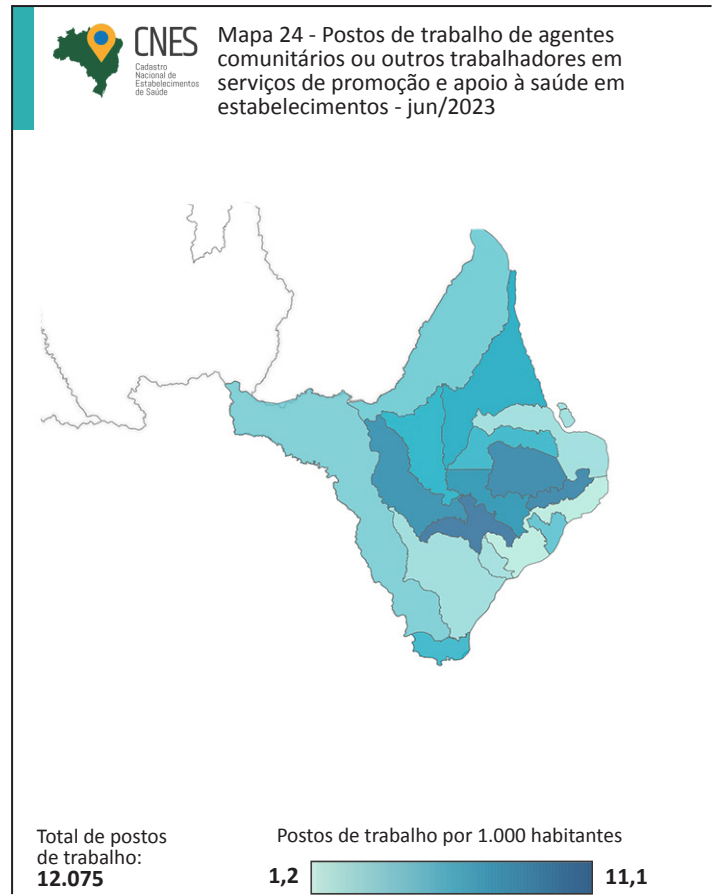 CNES
Cadastro
Nacional de
Estabelecimentos
de Saúde
Mapa 24 - Postos de trabalho de agentes
comunitários ou outros trabalhadores em
serviços de promoção e apoio à saúde em
estabelecimentos - jun/2023
Total de postos
de trabalho:
12.075
Postos de trabalho por 1.000 habitantes
1,2
11,1